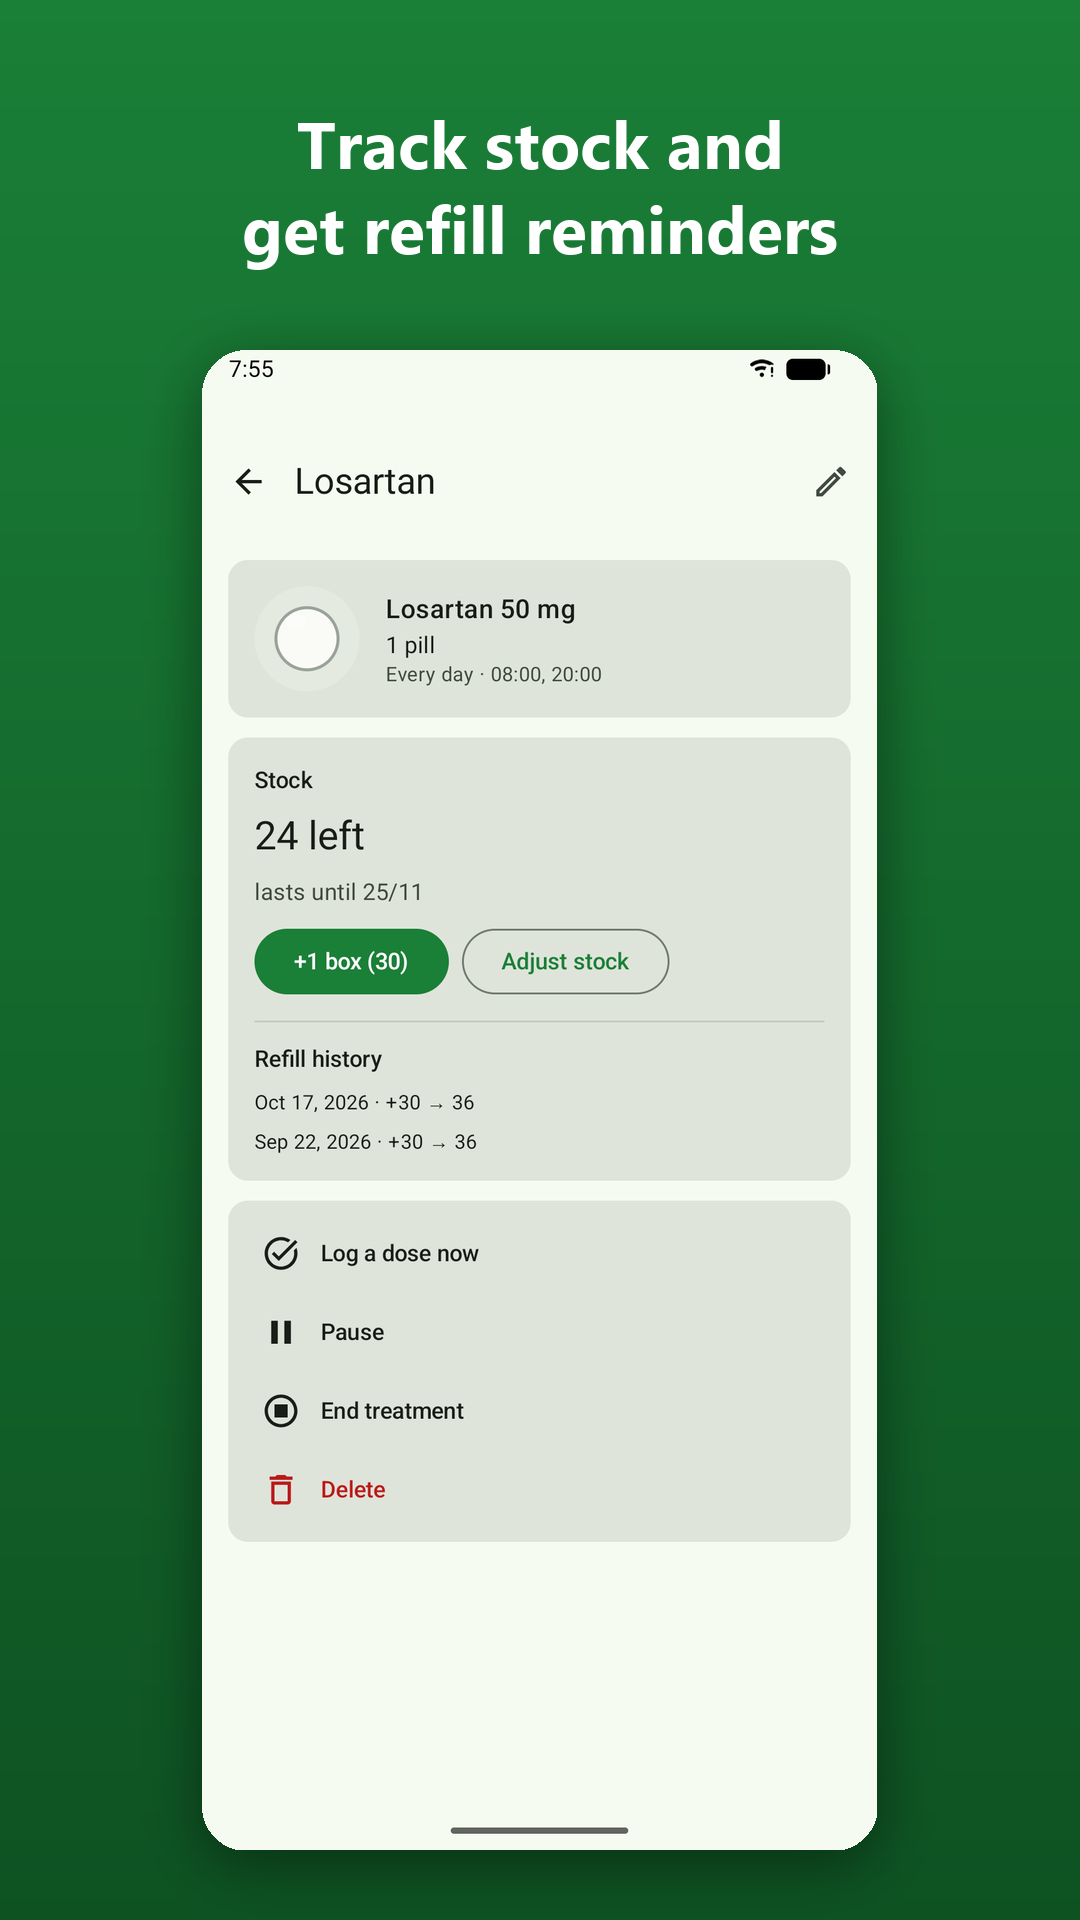 Track stock and
get refill reminders
7:55
Losartan
Losartan 50 mg
1 pill
Every day · 08:00, 20:00
Stock
24 left
lasts until 25/11
+1 box (30)
Adjust stock
Refill history
Oct 17, 2026 · +30 → 36
Sep 22, 2026 · +30 → 36
Log a dose now
Pause
End treatment
Delete